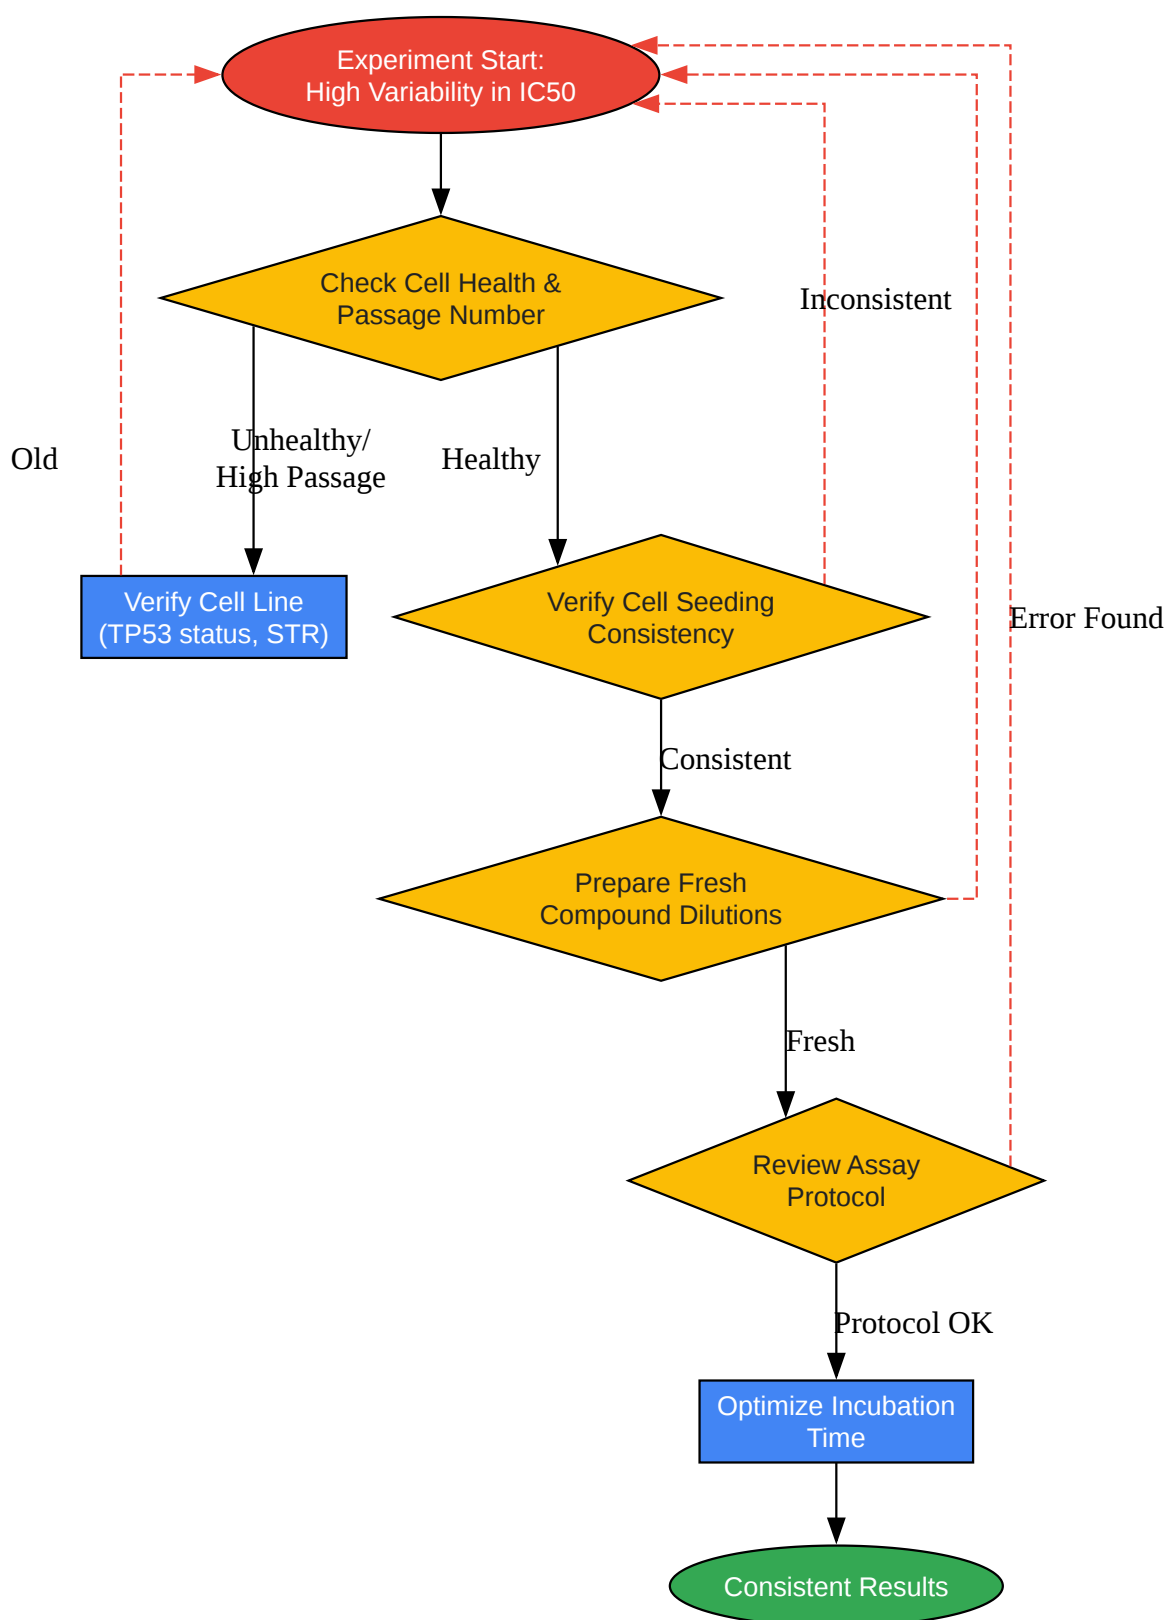 Experiment Start:
High Variability in IC50
Check Cell Health &
Passage Number
Inconsistent
Old
Unhealthy/
High Passage
Healthy
Verify Cell Line
(TP53 status, STR)
Verify Cell Seeding
Consistency
Error Found
Consistent
Prepare Fresh
Compound Dilutions
Fresh
Review Assay
Protocol
Protocol OK
Optimize Incubation
Time
Consistent Results